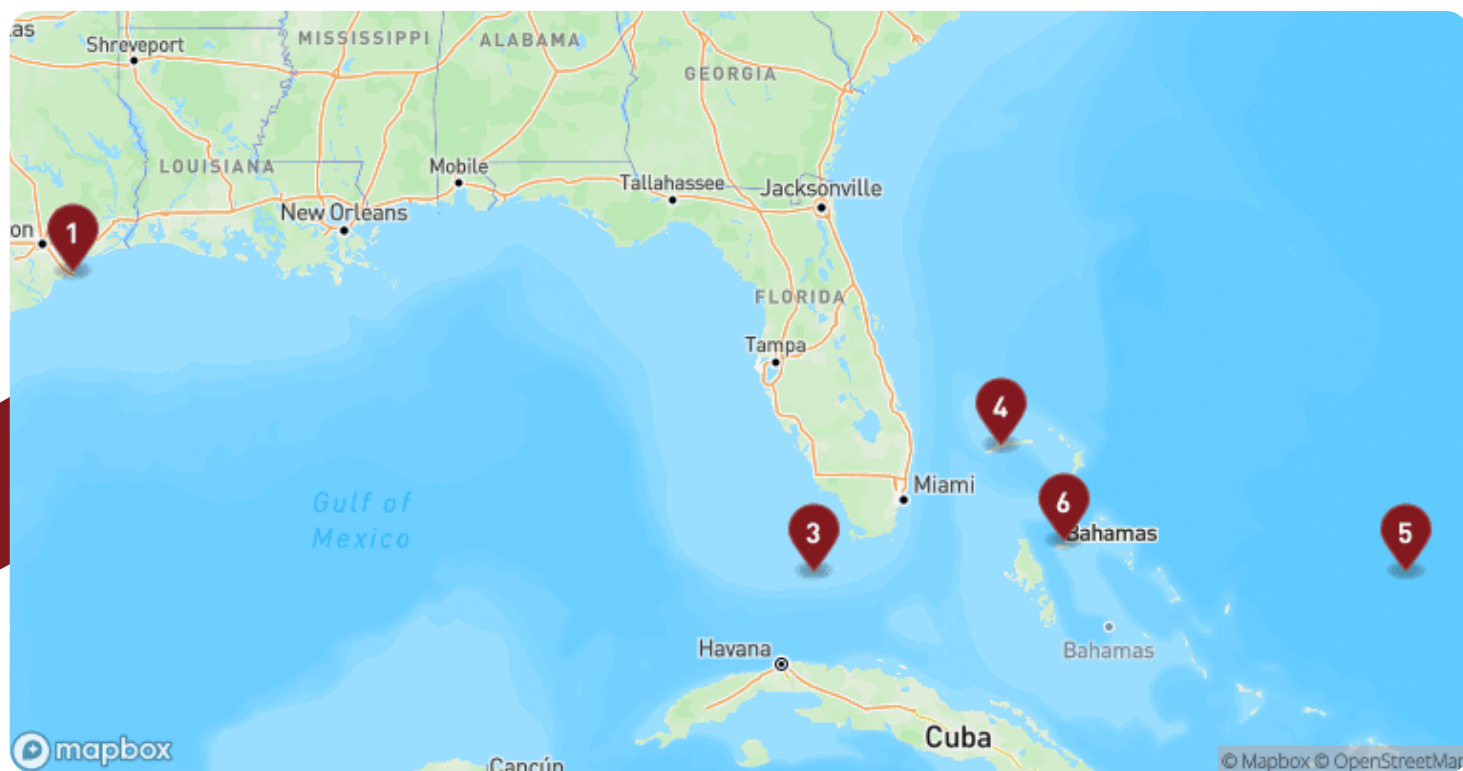 as
Shreveport
MISSISSIPPI
ALABAMA
GEORGIA
LOUISIANA
Mobile
Tallahassee
Jacksonville
New Orleans
on
1
FLORIDA
Tampa
4
Gulf of
Mexico
Miami
6
3
Bahamas
5
Havana
Bahamas
Cuba
mapbox
Cancún
© Mapbox © OpenStreetMap